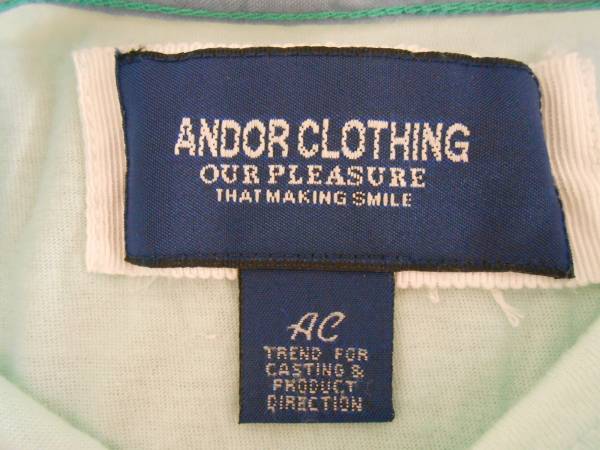 ANDOR CLOTHING
OUR PLEASURE
THAT MAKING SMILE
AC
TREND FOR
CASTING &
PRODUCT
DIRECTION